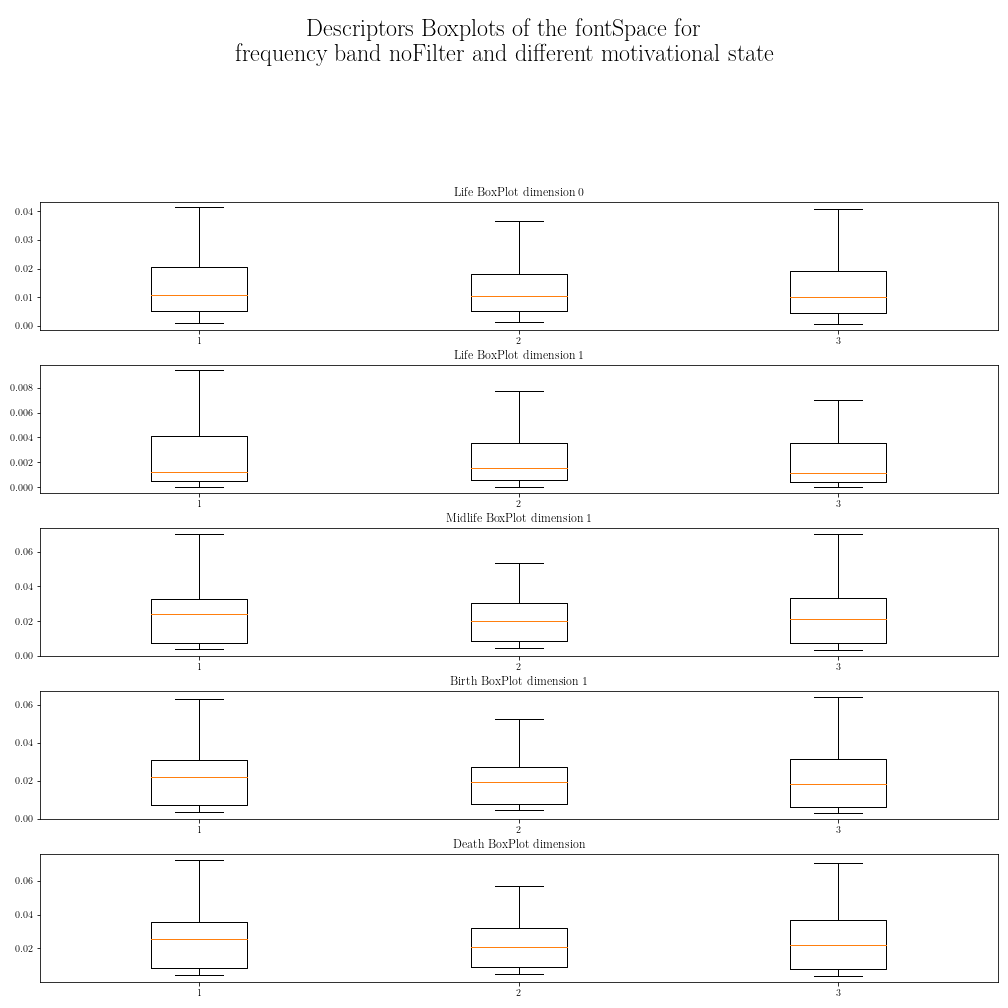 Descriptors Boxplots of the fontSpace for
frequency band noFilter and different motivational state
Life BoxPlot dimension 0
0.04
0.03
0.02
0.01
0.00
1 2 3
Life BoxPlot dimension 1
0.008
0.006
0.004
0.002
0.000
1 2 3
Midlife BoxPlot dimension 1
0.06
0.04
0.02
0.00
1 2 3
Birth BoxPlot dimension 1
0.06
0.04
0.02
0.00
1 2 3
Death BoxPlot dimension
0.06
0.04
0.02
1 2 3